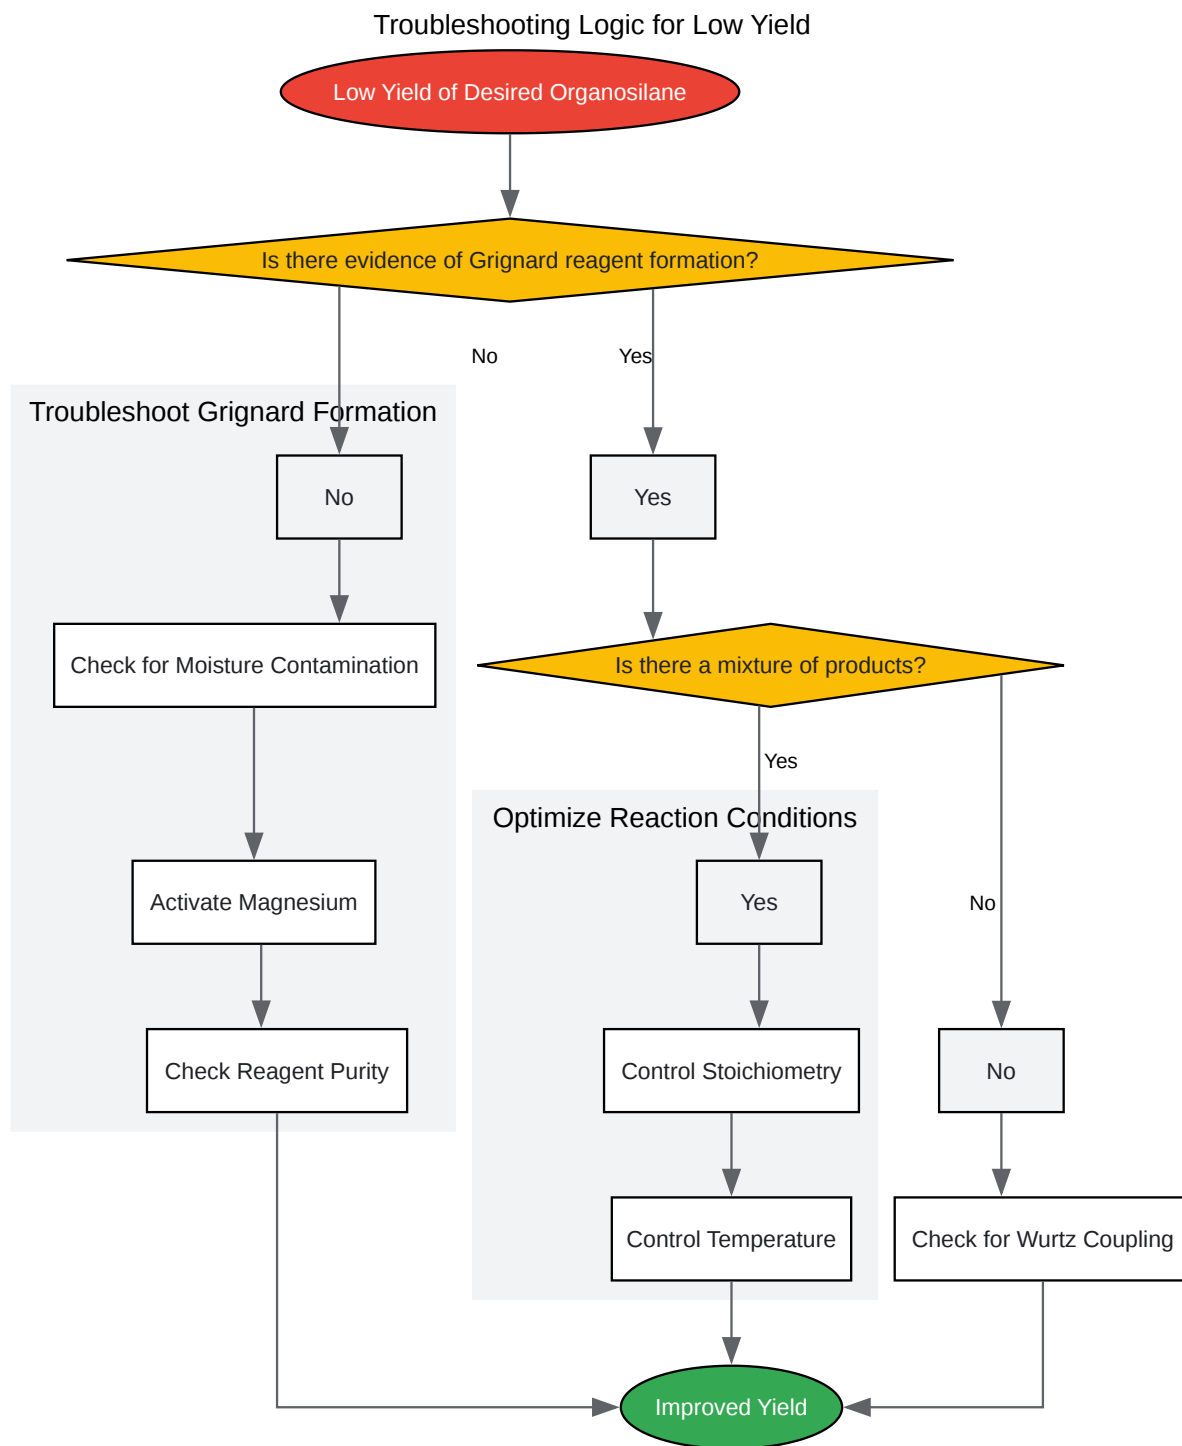 Troubleshooting Logic for Low Yield
Low Yield of Desired Organosilane
Is there evidence of Grignard reagent formation?
No
Yes
Troubleshoot Grignard Formation
No
Yes
Check for Moisture Contamination
Is there a mixture of products?
Yes
Optimize Reaction Conditions
Activate Magnesium
Yes
No
Check Reagent Purity
Control Stoichiometry
No
Control Temperature
Check for Wurtz Coupling
Improved Yield